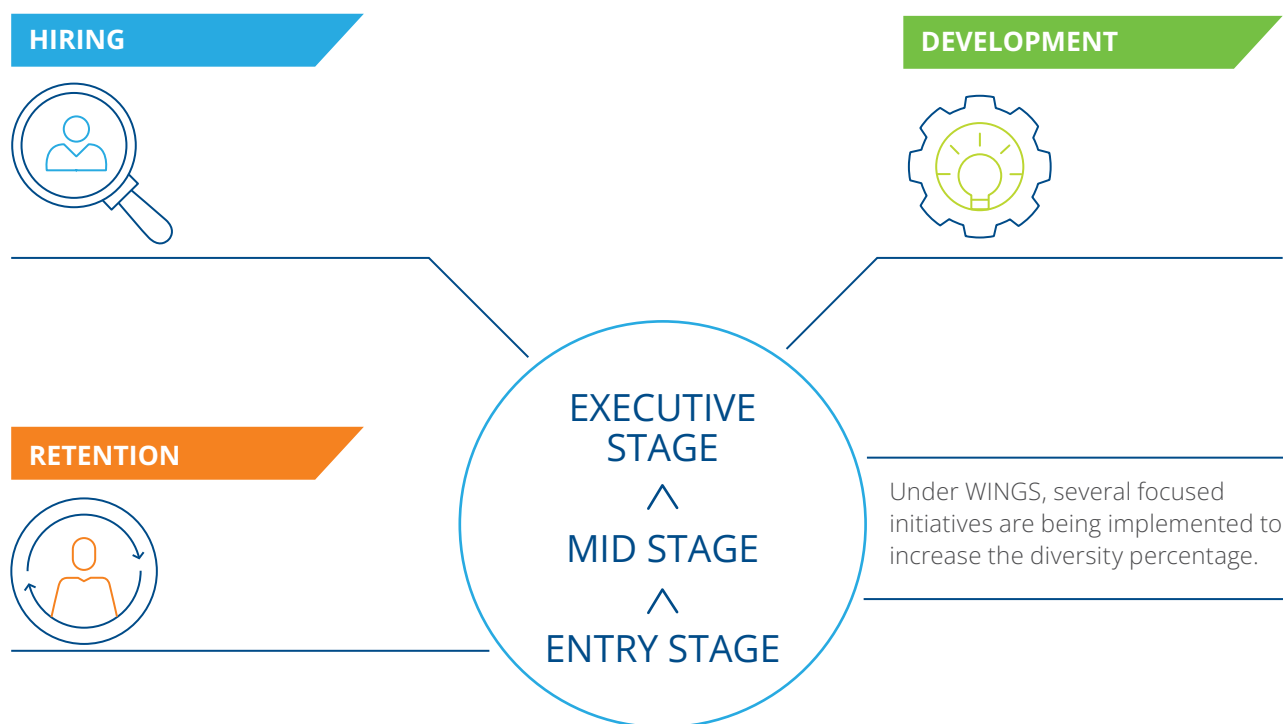 HIRING
DEVELOPMENT
RETENTION
EXECUTIVE
STAGE
MID STAGE
ENTRY STAGE
Under WINGS, several focused
initiatives are being implemented to
increase the diversity percentage.